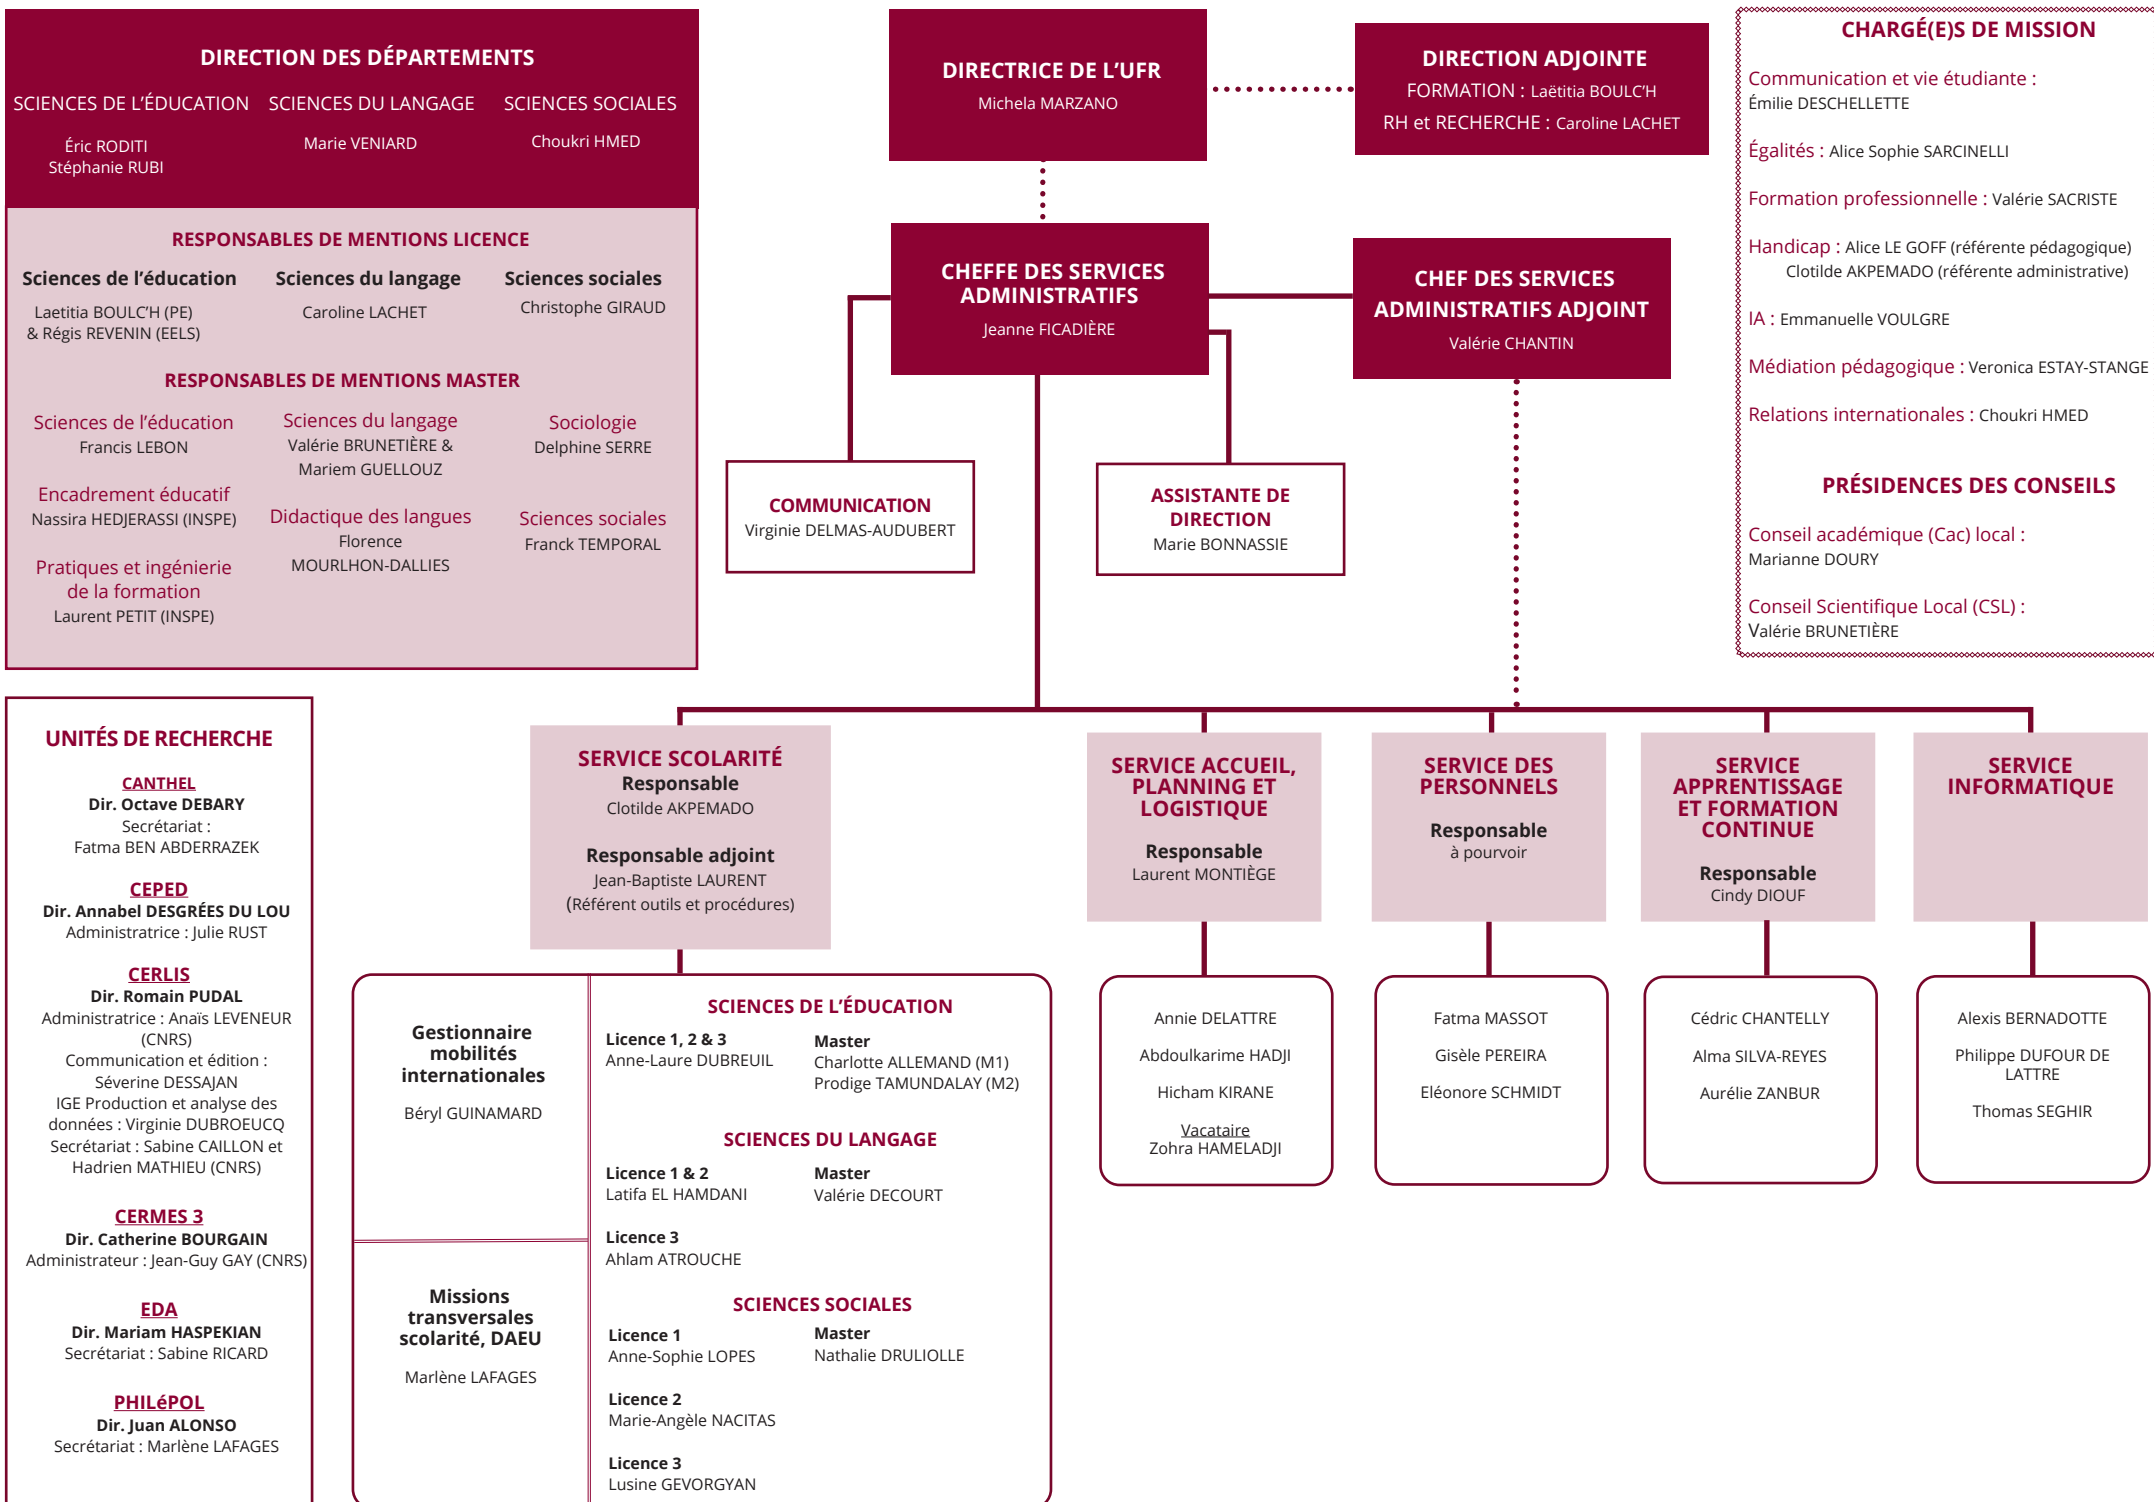 DIRECTION DES DÉPARTEMENTS
SCIENCES DE L'ÉDUCATION
Éric RODITI
Stéphanie RUBI
SCIENCES DU LANGAGE
Marie VENIARD
SCIENCES SOCIALES
Choukri HMED
RESPONSABLES DE MENTIONS LICENCE
Sciences de l'éducation
Laetitia BOULC'H (PE)
& Régis REVENIN (EELS)
Sciences du langage
Caroline LACHET
Sciences sociales
Christophe GIRAUD
RESPONSABLES DE MENTIONS MASTER
Sciences de l'éducation
Francis LEBON
Encadrement éducatif
Nassira HEDJERASSI (INSPE)
Pratiques et ingénierie
de la formation
Laurent PETIT (INSPE)
Sciences du langage
Valérie BRUNETIÈRE &
Mariem GUELLOUZ
Didactique des langues
Florence
MOURLHON-DALLIES
Sociologie
Delphine SERRE
Sciences sociales
Franck TEMPORAL
DIRECTRICE DE L'UFR
Michela MARZANO
DIRECTION ADJOINTE
FORMATION : Laëtitia BOULC'H
RH et RECHERCHE : Caroline LACHET
CHEFFE DES SERVICES
ADMINISTRATIFS
Jeanne FICADIÈRE
CHEF DES SERVICES
ADMINISTRATIFS ADJOINT
Valérie CHANTIN
COMMUNICATION
Virginie DELMAS-AUDUBERT
ASSISTANTE DE
DIRECTION
Marie BONNASSIE
CHARGÉ(E)S DE MISSION
Communication et vie étudiante :
Émilie DESCHELLETTE
Égalités : Alice Sophie SARCINELLI
Formation professionnelle : Valérie SACRISTE
Handicap : Alice LE GOFF (référente pédagogique)
Clotilde AKPEMADO (référente administrative)
IA : Emmanuelle VOULGRE
Médiation pédagogique : Veronica ESTAY-STANGE
Relations internationales : Choukri HMED
PRÉSIDENCES DES CONSEILS
Conseil académique (Cac) local :
Marianne DOURY
Conseil Scientifique Local (CSL) :
Valérie BRUNETIÈRE
UNITÉS DE RECHERCHE
CANTHEL
Dir. Octave DEBARY
Secrétariat :
Fatma BEN ABDERRAZEK
CEPED
Dir. Annabel DESGRÉES DU LOU
Administratrice : Julie RUST
CERLIS
Dir. Romain PUDAL
Administratrice : Anaïs LEVENEUR
(CNRS)
Communication et édition :
Séverine DESSAJAN
IGE Production et analyse des
données : Virginie DUBROEUCQ
Secrétariat : Sabine CAILLON et
Hadrien MATHIEU (CNRS)
CERMES 3
Dir. Catherine BOURGAIN
Administrateur : Jean-Guy GAY (CNRS)
EDA
Dir. Mariam HASPEKIAN
Secrétariat : Sabine RICARD
PHILéPOL
Dir. Juan ALONSO
Secrétariat : Marlène LAFAGES
SERVICE SCOLARITÉ
Responsable
Clotilde AKPEMADO
Responsable adjoint
Jean-Baptiste LAURENT
(Référent outils et procédures)
Gestionnaire
mobilités
internationales
Béryl GUINAMARD
Missions
transversales
scolarité, DAEU
Marlène LAFAGES
SCIENCES DE L'ÉDUCATION
Licence 1, 2 & 3
Anne-Laure DUBREUIL
Master
Charlotte ALLEMAND (M1)
Prodige TAMUNDALAY (M2)
SCIENCES DU LANGAGE
Licence 1 & 2
Latifa EL HAMDANI
Master
Valérie DECOURT
Licence 3
Ahlam ATROUCHE
SCIENCES SOCIALES
Licence 1
Anne-Sophie LOPES
Master
Nathalie DRULIOLLE
Licence 2
Marie-Angèle NACITAS
Licence 3
Lusine GEVORGYAN
SERVICE ACCUEIL,
PLANNING ET
LOGISTIQUE
Responsable
Laurent MONTIÈGE
Annie DELATTRE
Abdoulkarime HADJI
Hicham KIRANE
Vacataire
Zohra HAMELADJI
SERVICE DES
PERSONNELS
Responsable
à pourvoir
Fatma MASSOT
Gisèle PEREIRA
Eléonore SCHMIDT
SERVICE
APPRENTISSAGE
ET FORMATION
CONTINUE
Responsable
Cindy DIOUF
Cédric CHANTELLY
Alma SILVA-REYES
Aurélie ZANBUR
SERVICE
INFORMATIQUE
Alexis BERNADOTTE
Philippe DUFOUR DE
LATTRE
Thomas SEGHIR